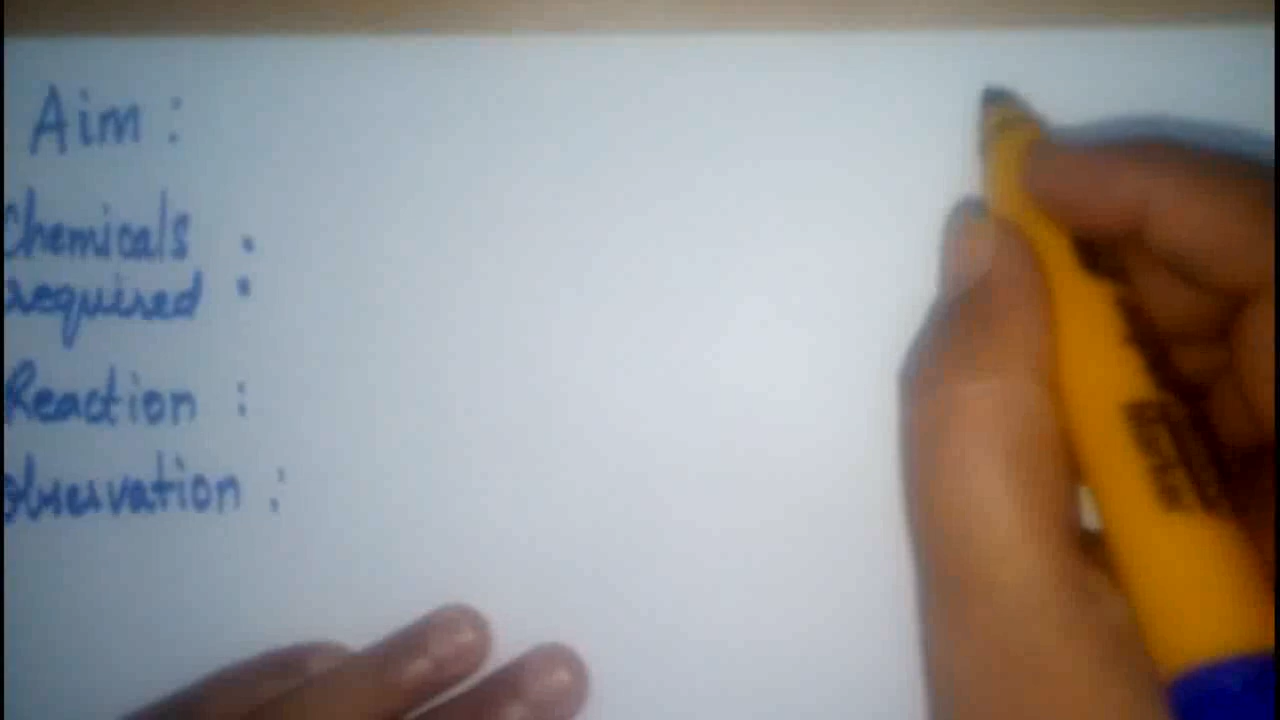 Aim :
Chemicals
required :
Reaction :
Observation :